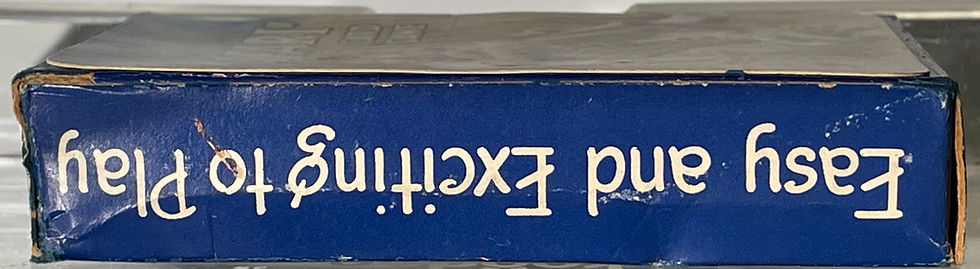 Easy and Exciting to Play